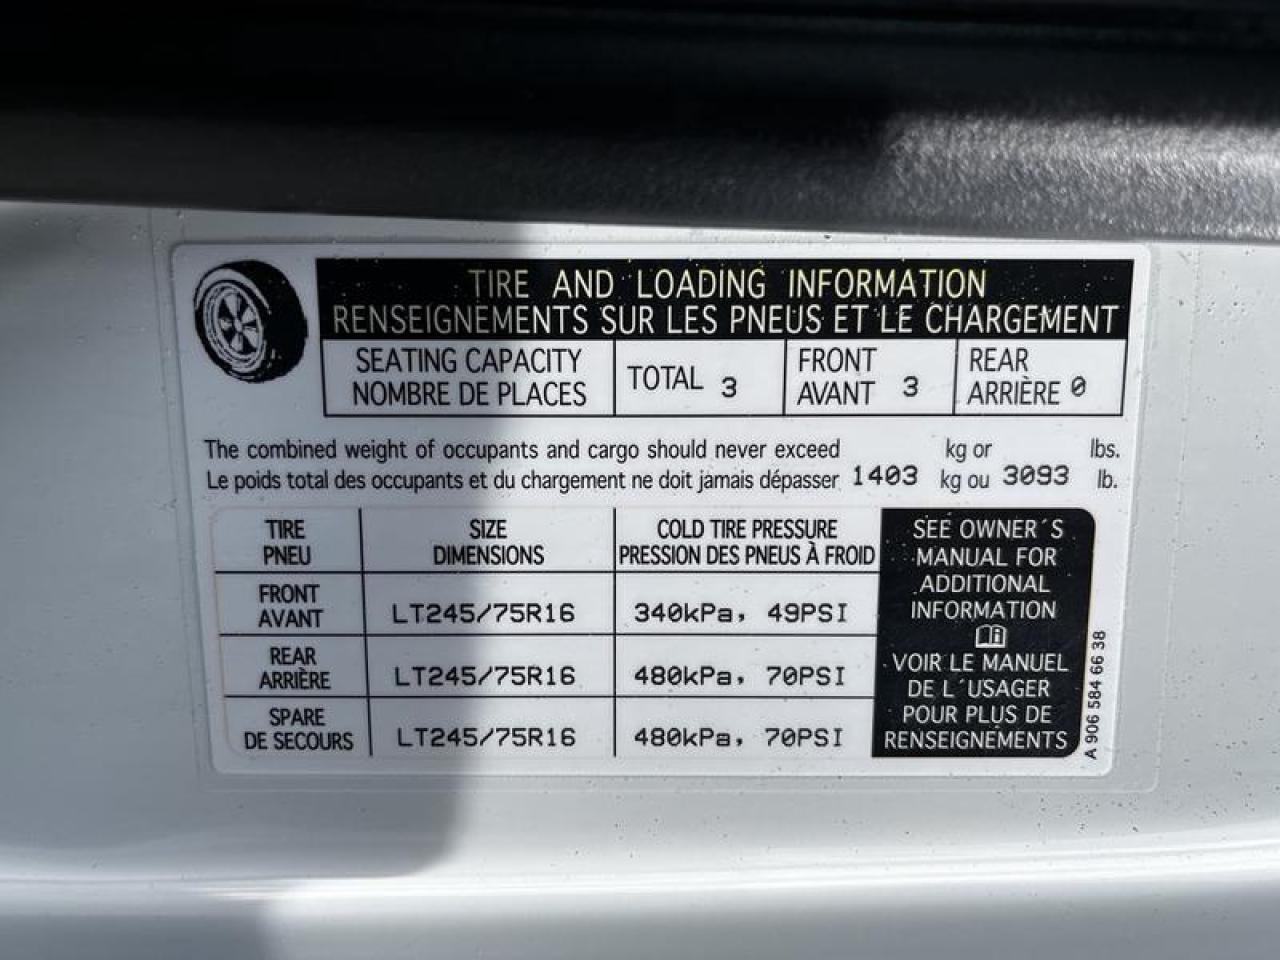 TIRE AND LOADING INFORMATION
RENSEIGNEMENTS SUR LES PNEUS ET LE CHARGEMENT
SEATING CAPACITY
NOMBRE DE PLACES
TOTAL 3
FRONT
AVANT 3
REAR
ARRIÈRE 0
The combined weight of occupants and cargo should never exceed kg or lbs.
Le poids total des occupants et du chargement ne doit jamais dépasser 1403 kg ou 3093 lb.
TIRE
PNEU
SIZE
DIMENSIONS
COLD TIRE PRESSURE
PRESSION DES PNEUS À FROID
FRONT
AVANT
LT245/75R16
340kPa, 49PSI
REAR
ARRIÈRE
LT245/75R16
480kPa, 70PSI
SPARE
DE SECOURS
LT245/75R16
480kPa, 70PSI
SEE OWNER´S
MANUAL FOR
ADDITIONAL
INFORMATION
VOIR LE MANUEL
DE L´USAGER
POUR PLUS DE
RENSEIGNEMENTS
A 906 584 66 38